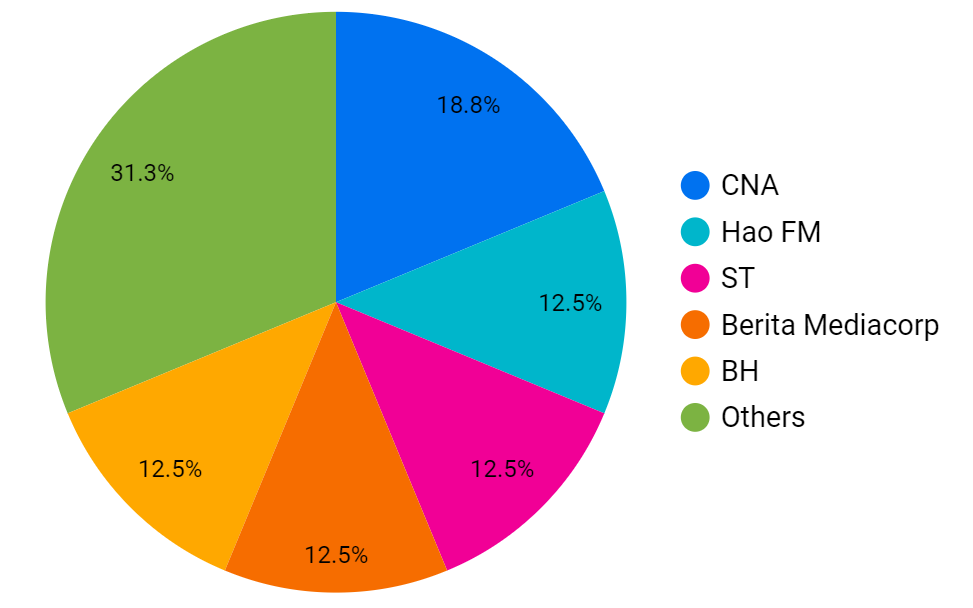 18.8%
31.3%
12.5%
12.5%
12.5%
12.5%
CNA
Hao FM
ST
Berita Mediacorp
BH
Others